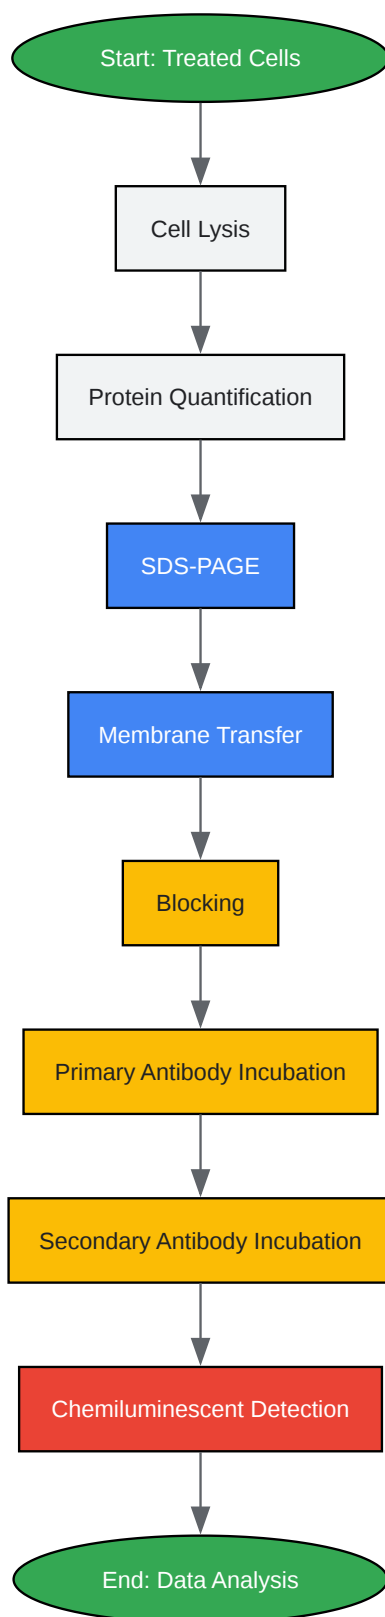 Start: Treated Cells
Cell Lysis
Protein Quantification
SDS-PAGE
Membrane Transfer
Blocking
Primary Antibody Incubation
Secondary Antibody Incubation
Chemiluminescent Detection
End: Data Analysis